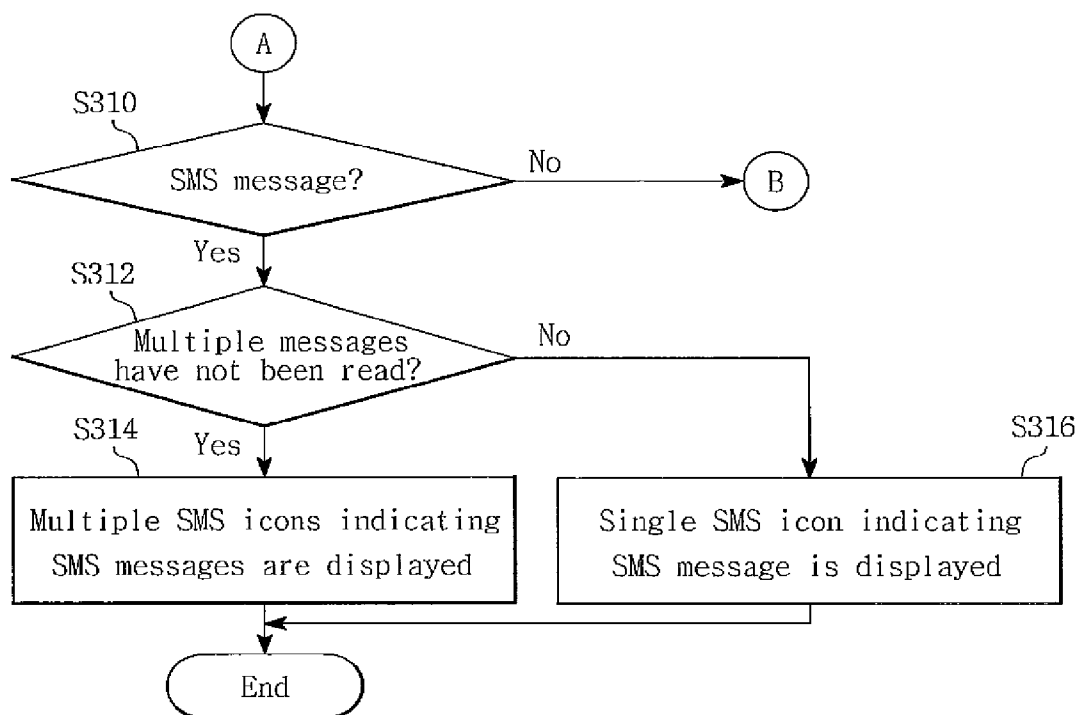 A
S310
SMS message?
No
B
Yes
S312
Multiple messages
have not been read?
No
S314
Yes
S316
Multiple SMS icons indicating
SMS messages are displayed
Single SMS icon indicating
SMS message is displayed
End